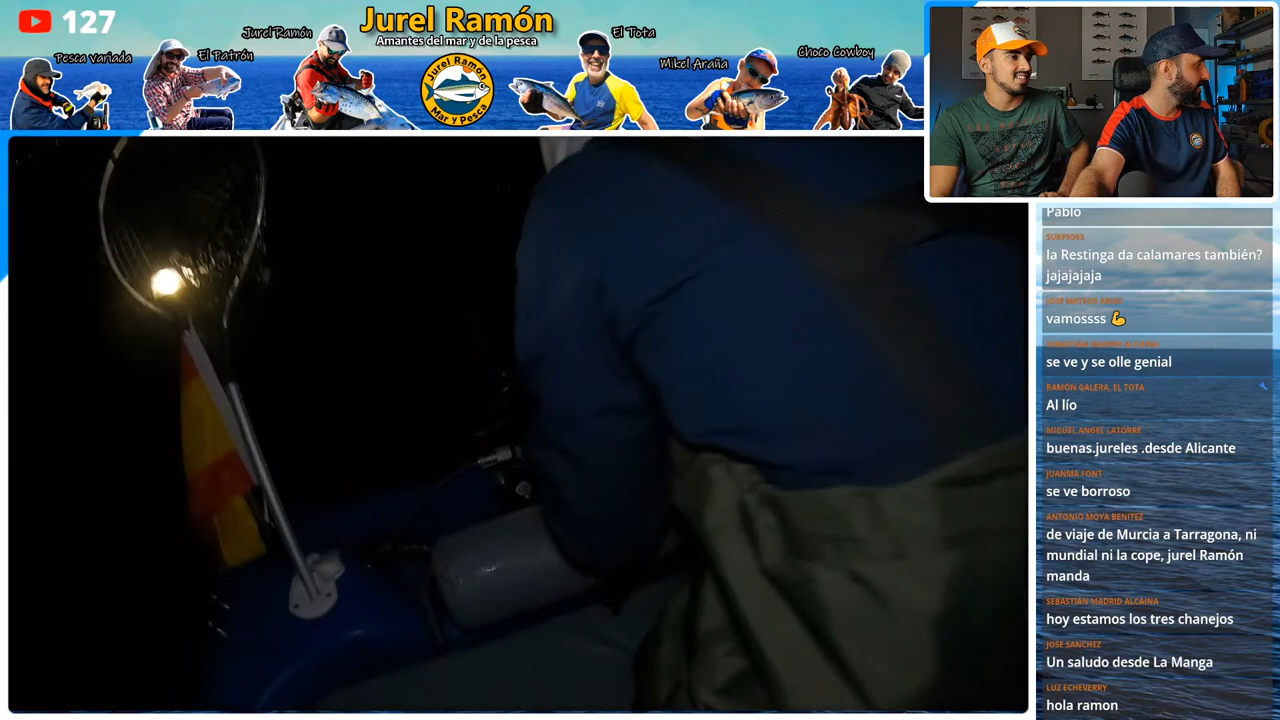 127
Jurel Ramón
Amantes del mar y de la pesca
Pesca variada
El Patrón
Jurel Ramón
El Tota
Mikel Araña
Choco Cowboy
Jurel Ramón
Mar y Pesca
Pablo
SURFIO03
la Restinga da calamares también?
jajajajaja
vamossss 💪
se ve y se olle genial
RAMON GALERA, EL TOTA
Al lío
MIGUEL ANGEL LATORRE
buenas.jureles .desde Alicante
JUANMA FONT
se ve borroso
ANTONIO MOYA BENITEZ
de viaje de Murcia a Tarragona, ni
mundial ni la cope, jurel Ramón
manda
SEBASTIÁN MADRID ALCAINA
hoy estamos los tres chanejos
JOSE SANCHEZ
Un saludo desde La Manga
LUZ ECHEVERRY
hola ramon